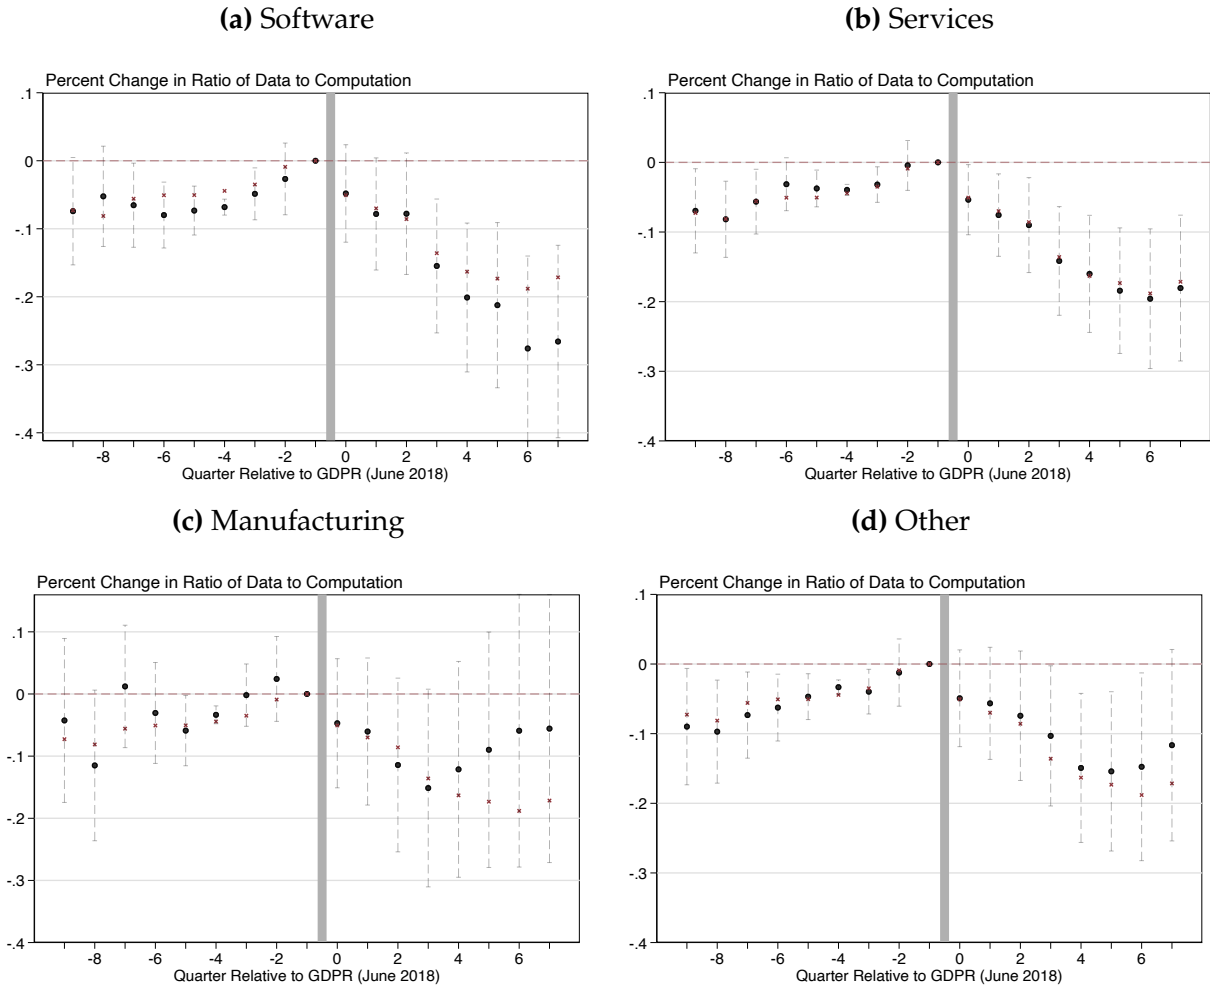 (a) Software
Percent Change in Ratio of Data to Computation
.1
0
-.1
-.2
-.3
-.4
-8 -6 -4 -2 0 2 4 6
Quarter Relative to GDPR (June 2018)
(b) Services
Percent Change in Ratio of Data to Computation
.1
0
-.1
-.2
-.3
-.4
-8 -6 -4 -2 0 2 4 6
Quarter Relative to GDPR (June 2018)
(c) Manufacturing
Percent Change in Ratio of Data to Computation
.1
0
-.1
-.2
-.3
-.4
-8 -6 -4 -2 0 2 4 6
Quarter Relative to GDPR (June 2018)
(d) Other
Percent Change in Ratio of Data to Computation
.1
0
-.1
-.2
-.3
-.4
-8 -6 -4 -2 0 2 4 6
Quarter Relative to GDPR (June 2018)